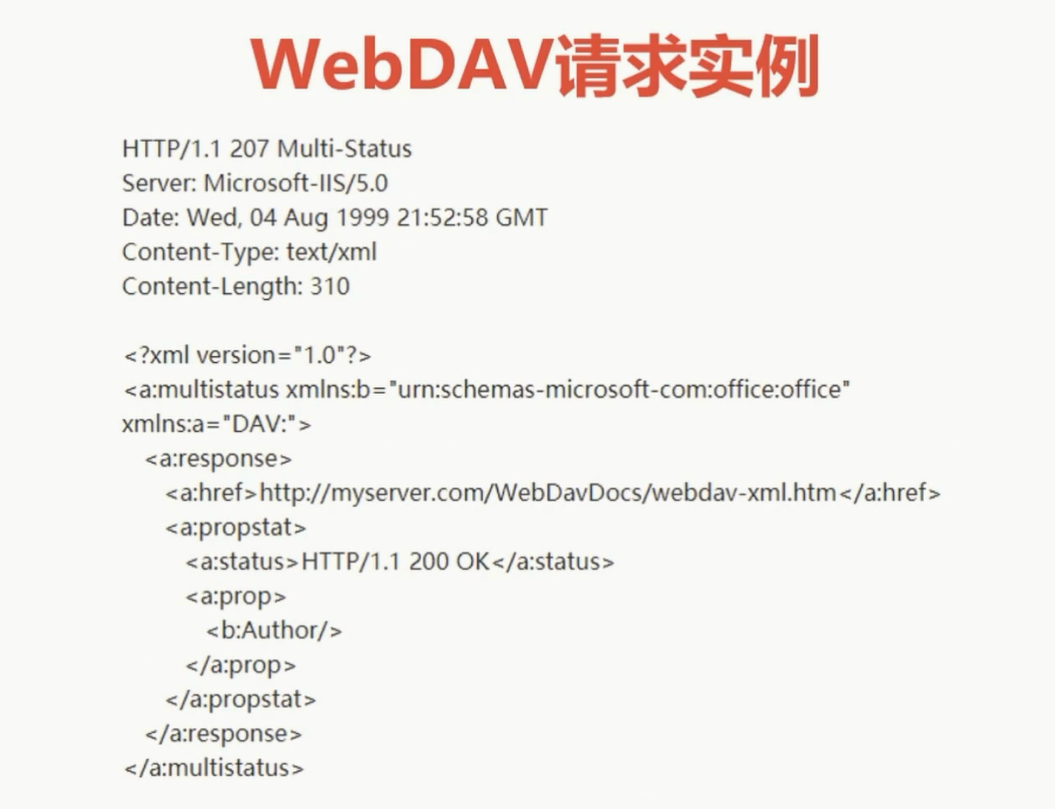 WebDAV请求实例
HTTP/1.1 207 Multi-Status
Server: Microsoft-IIS/5.0
Date: Wed, 04 Aug 1999 21:52:58 GMT
Content-Type: text/xml
Content-Length: 310
<?xml version="1.0"?>
<a:multistatus xmlns:b="urn:schemas-microsoft-com:office:office"
xmlns:a="DAV:">
<a:response>
<a:href>http://myserver.com/WebDavDocs/webdav-xml.htm</a:href>
<a:propstat>
<a:status>HTTP/1.1 200 OK</a:status>
<a:prop>
<b:Author/>
</a:prop>
</a:propstat>
</a:response>
</a:multistatus>